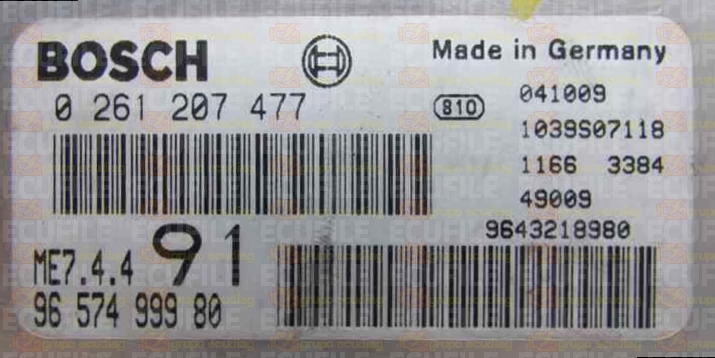 BOSCH
Made in Germany
0 261 207 477
810
041009
1039S07118
1166 3384
49009
9643218980
ME7.4.4
91
96 574 999 80